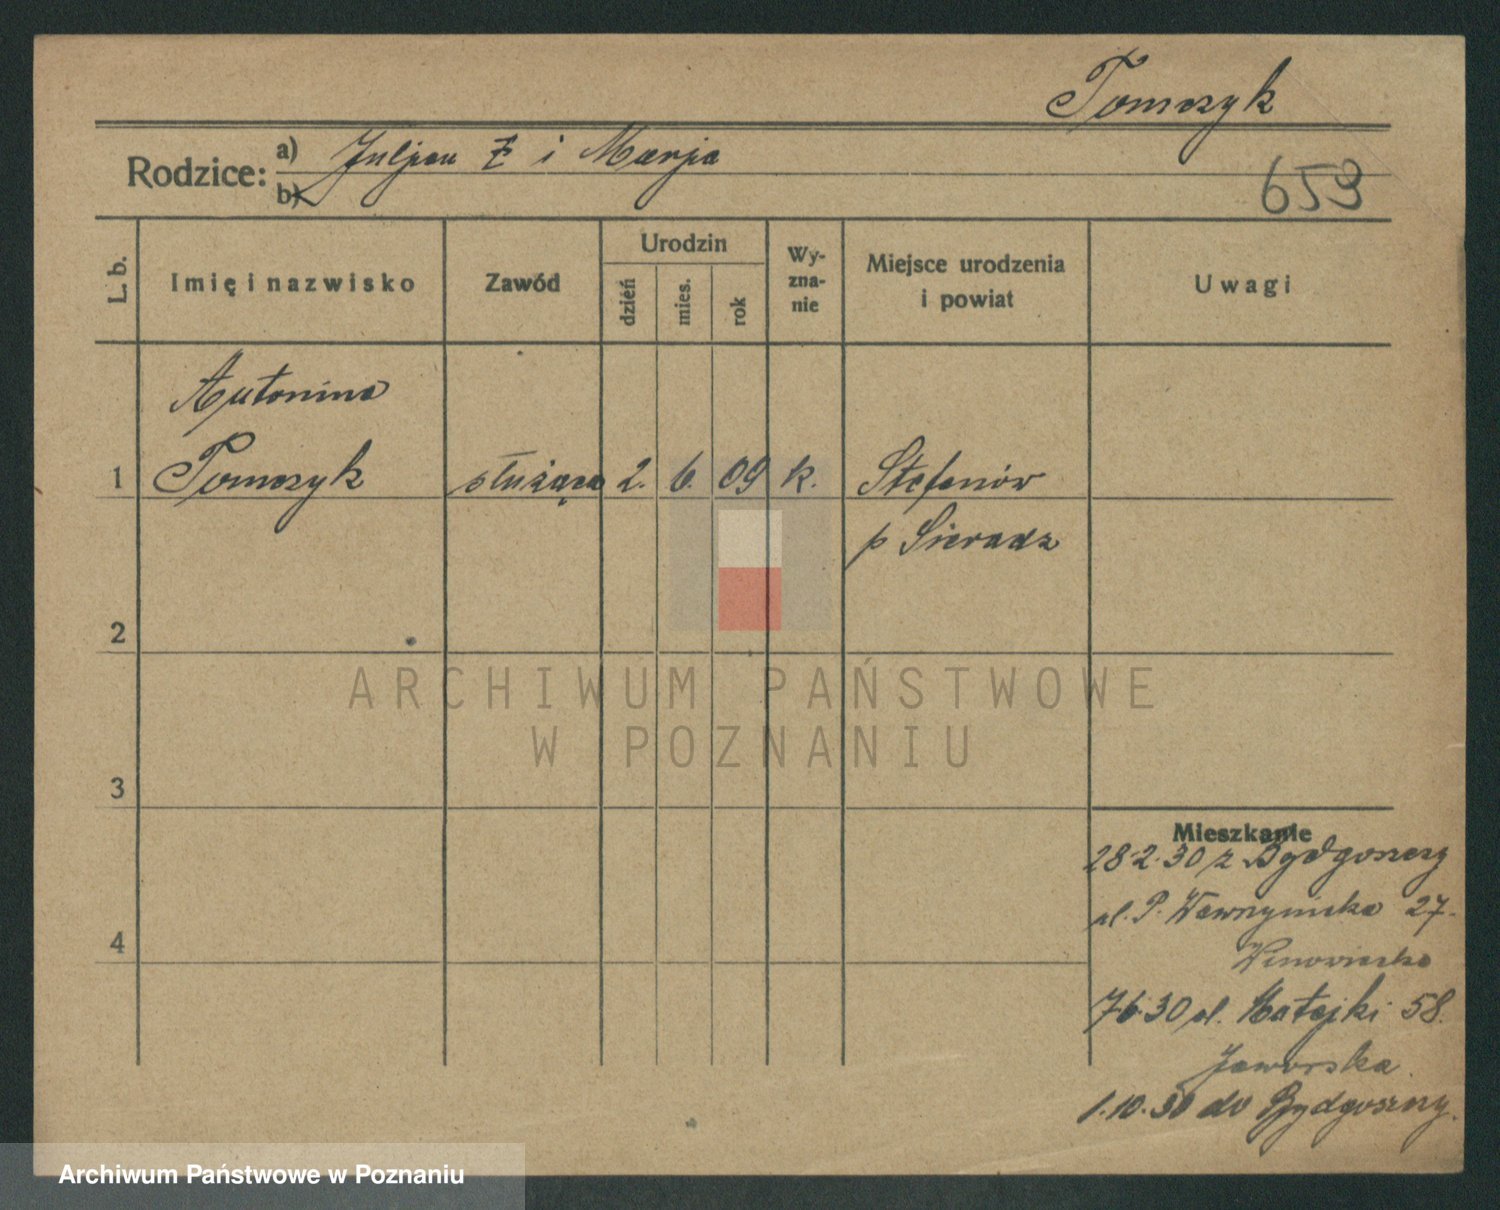 Tomczyk
Rodzice: a) Juljan i Marja
b)
653
L. b.
Imię i nazwisko
Zawód
Urodzin
dzień
mies.
rok
Wy-
zna-
nie
Miejsce urodzenia
i powiat
Uwagi
Antonina
1 Tomczyk służąca 2. 6. 09 k. Stefanów
p Sieradz
2
ARCHIWUM PAŃSTWOWE
W POZNANIU
3
Mieszkanie
28 2. 30 z Bydgoszczy
ul. P. Wawrzyniaka 27.
4
7 6 30 ul. Matejki 58.
Jaworska.
1. 10. 30 do Bydgoszczy.
Archiwum Państwowe w Poznaniu